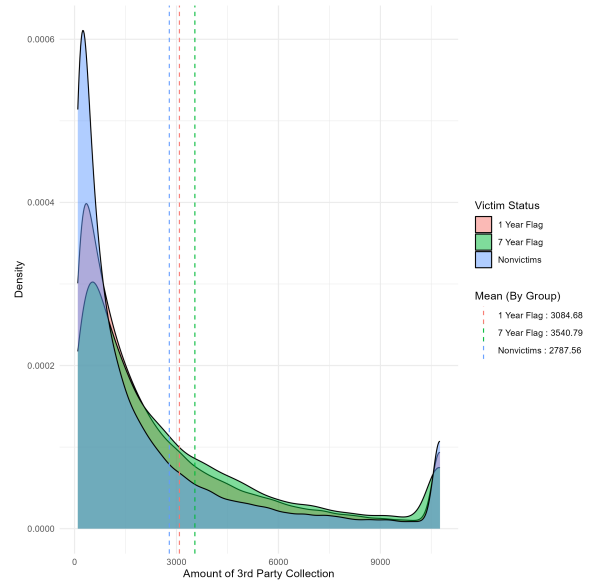 0.0006
0.0004
0.0002
0.0000
Density
0
3000
6000
9000
Amount of 3rd Party Collection
Victim Status
1 Year Flag
7 Year Flag
Nonvictims
Mean (By Group)
1 Year Flag : 3084.68
7 Year Flag : 3540.79
Nonvictims : 2787.56